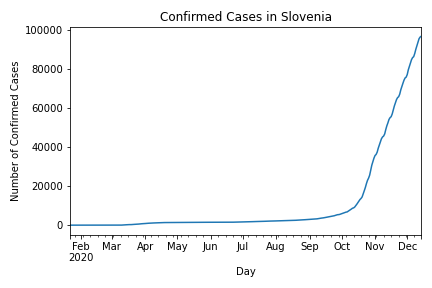 Confirmed Cases in Slovenia
Number of Confirmed Cases
100000
80000
60000
40000
20000
0
Feb Mar Apr May Jun Jul Aug Sep Oct Nov Dec
2020
Day